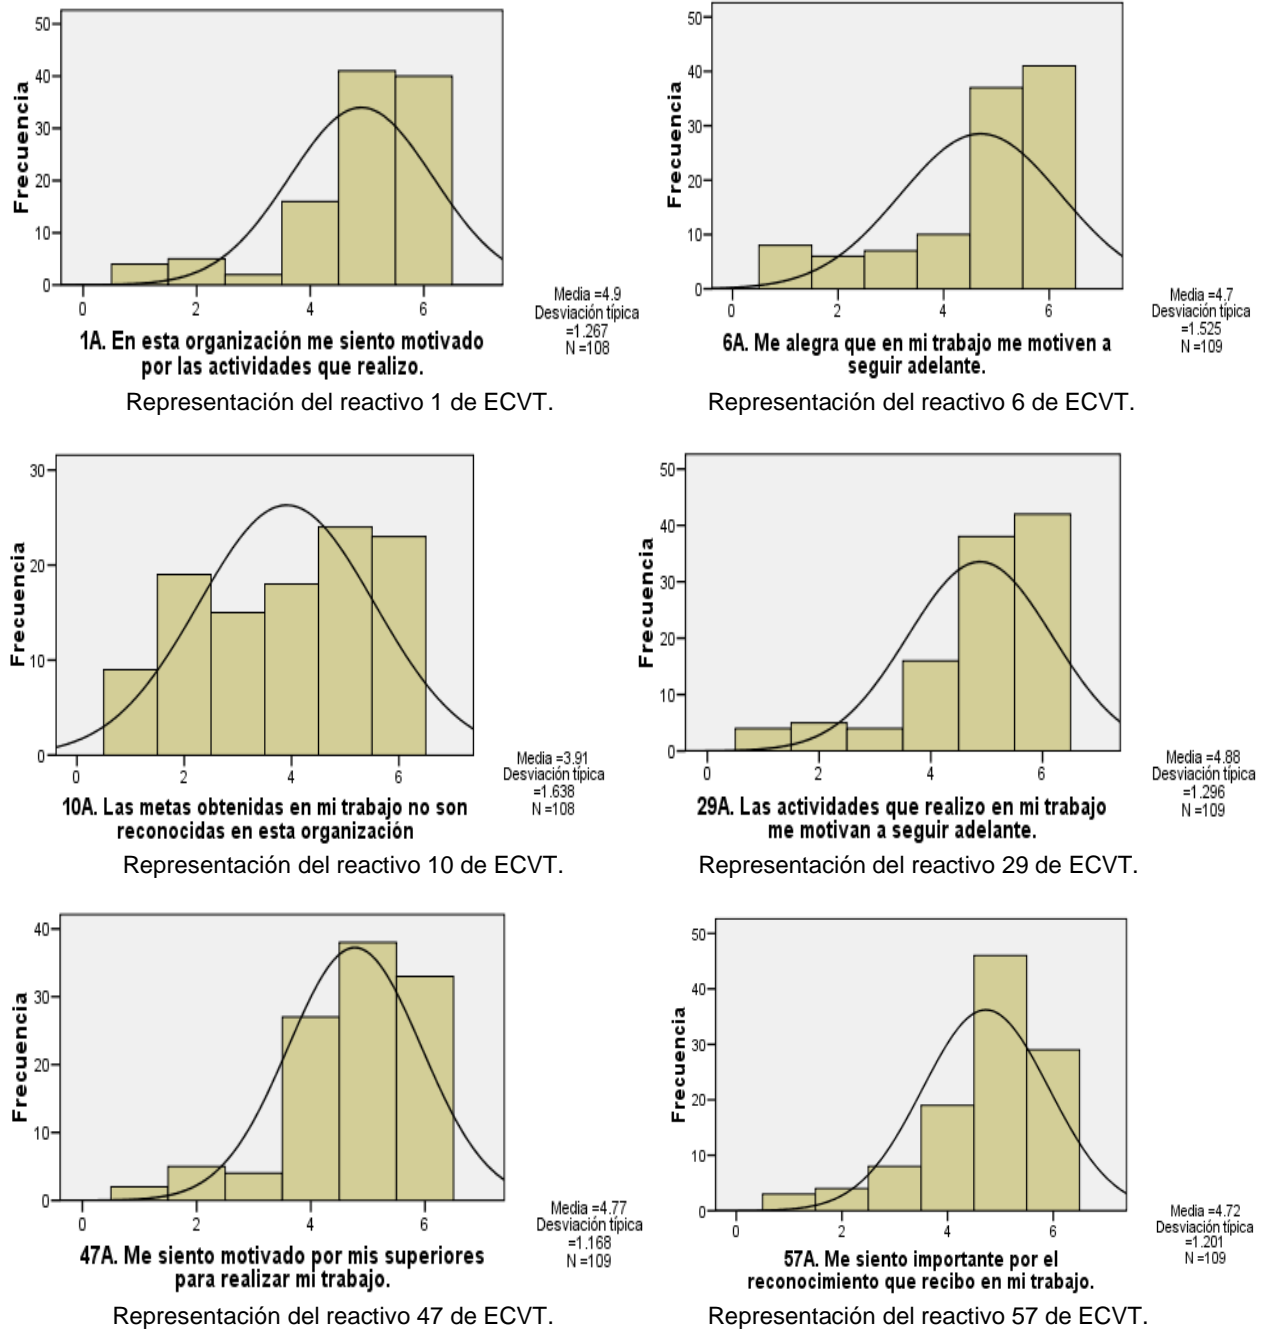 50
40
30
20
10
0
Frecuencia
0 2 4 6
Media =4.9
Desviación típica
=1.267
N =108
1A. En esta organización me siento motivado
por las actividades que realizo.
Representación del reactivo 1 de ECVT.
50
40
30
20
10
0
Frecuencia
0 2 4 6
Media =4.7
Desviación típica
=1.525
N =109
6A. Me alegra que en mi trabajo me motiven a
seguir adelante.
Representación del reactivo 6 de ECVT.
30
20
10
0
Frecuencia
0 2 4 6
Media =3.91
Desviación típica
=1.638
N =108
10A. Las metas obtenidas en mi trabajo no son
reconocidas en esta organización
Representación del reactivo 10 de ECVT.
50
40
30
20
10
0
Frecuencia
0 2 4 6
Media =4.88
Desviación típica
=1.296
N =109
29A. Las actividades que realizo en mi trabajo
me motivan a seguir adelante.
Representación del reactivo 29 de ECVT.
40
30
20
10
0
Frecuencia
0 2 4 6
Media =4.77
Desviación típica
=1.168
N =109
47A. Me siento motivado por mis superiores
para realizar mi trabajo.
Representación del reactivo 47 de ECVT.
50
40
30
20
10
0
Frecuencia
0 2 4 6
Media =4.72
Desviación típica
=1.201
N =109
57A. Me siento importante por el
reconocimiento que recibo en mi trabajo.
Representación del reactivo 57 de ECVT.